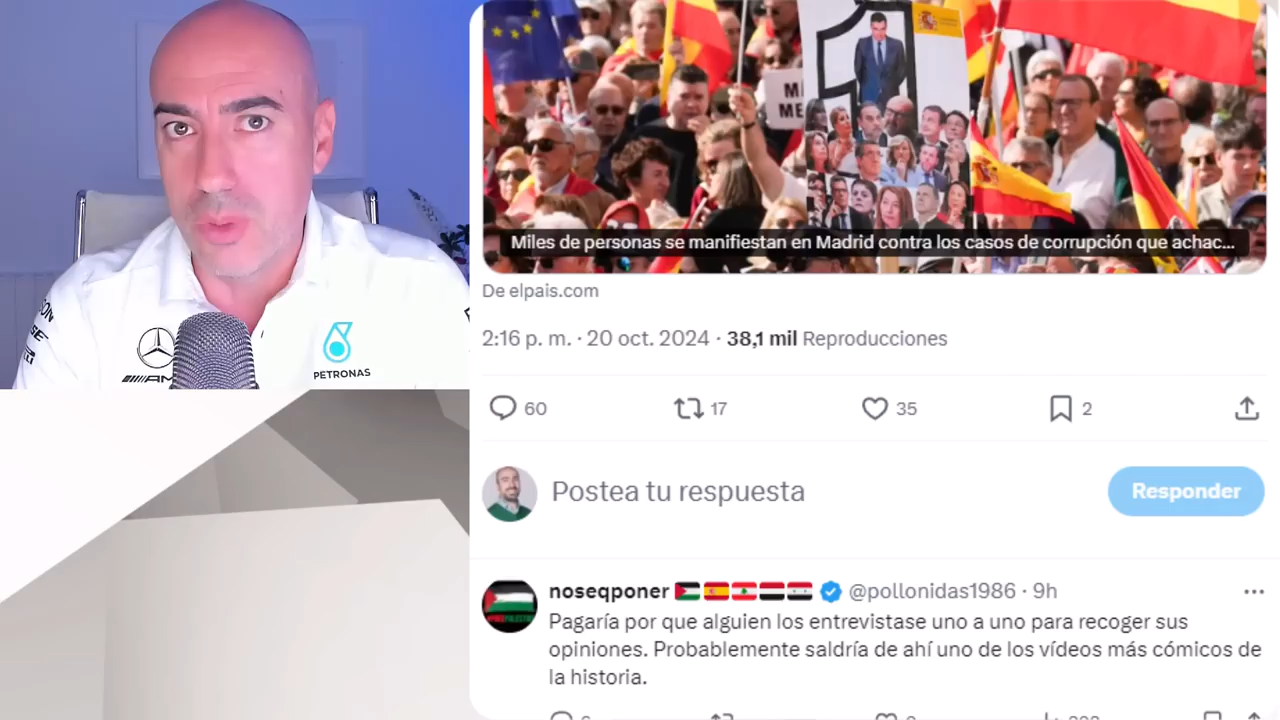 1
Miles de personas se manifiestan en Madrid contra los casos de corrupción que achac...
De elpais.com
2:16 p. m. · 20 oct. 2024 · 38,1 mil Reproducciones
60 17 35 2
Postea tu respuesta
Responder
noseqponer @pollonidas1986 · 9h
Pagaría por que alguien los entrevistase uno a uno para recoger sus
opiniones. Probablemente saldría de ahí uno de los vídeos más cómicos de
la historia.
PETRONAS